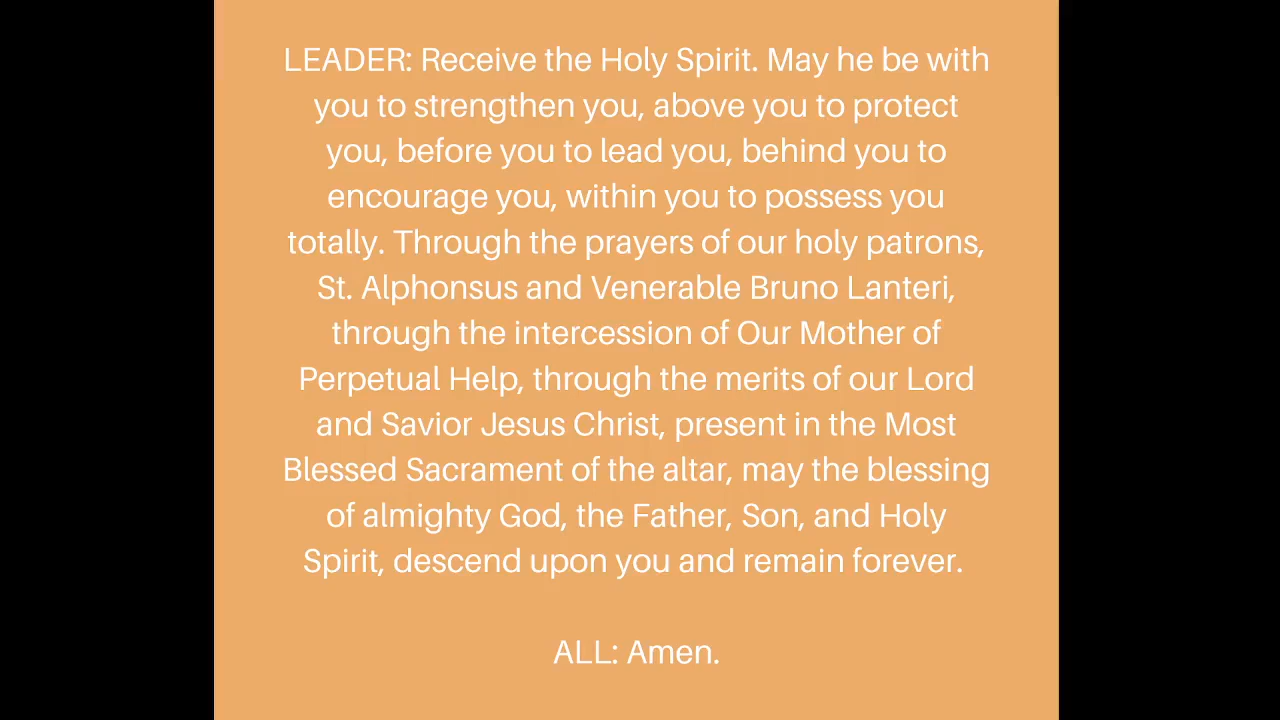 LEADER: Receive the Holy Spirit. May he be with
you to strengthen you, above you to protect
you, before you to lead you, behind you to
encourage you, within you to possess you
totally. Through the prayers of our holy patrons,
St. Alphonsus and Venerable Bruno Lanteri,
through the intercession of Our Mother of
Perpetual Help, through the merits of our Lord
and Savior Jesus Christ, present in the Most
Blessed Sacrament of the altar, may the blessing
of almighty God, the Father, Son, and Holy
Spirit, descend upon you and remain forever.
ALL: Amen.